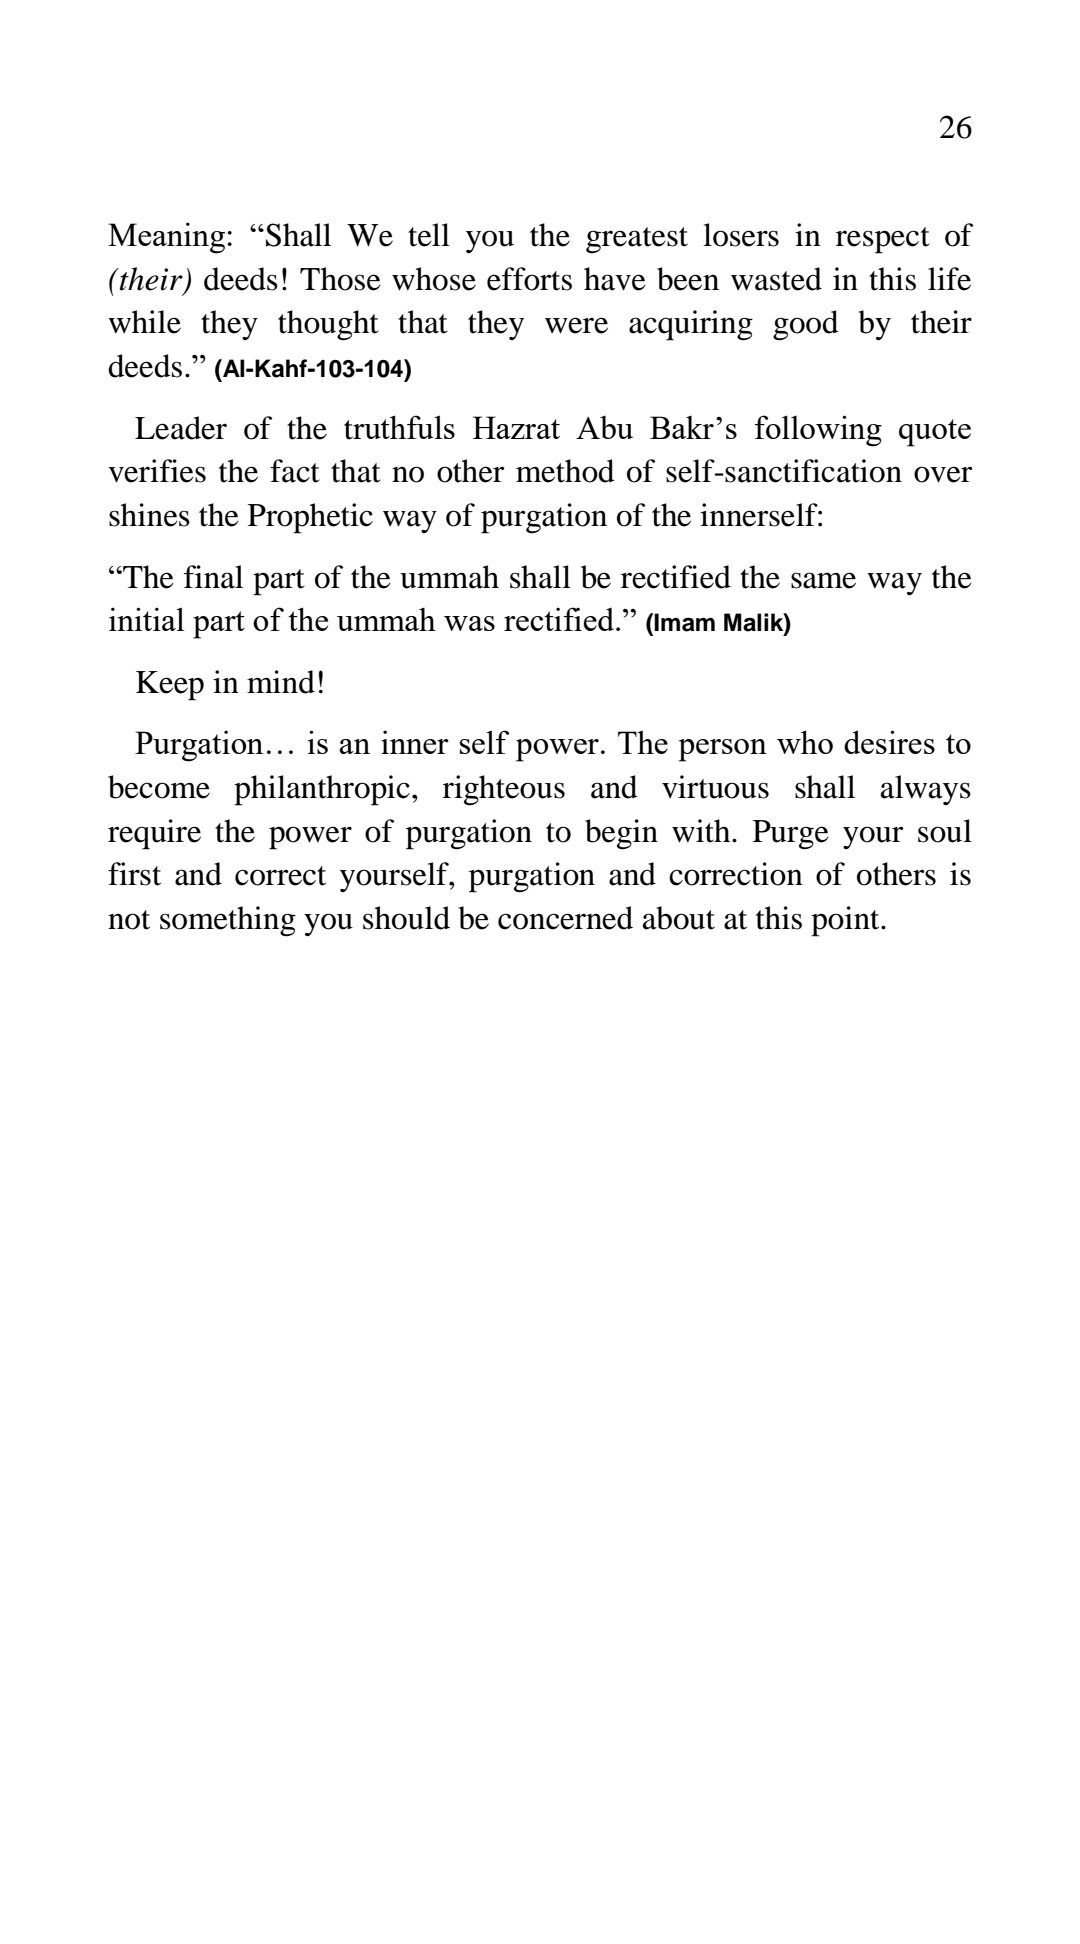 26
Meaning: “Shall We tell you the greatest losers in respect of
(their) deeds! Those whose efforts have been wasted in this life
while they thought that they were acquiring good by their
deeds.” (Al-Kahf-103-104)
Leader of the truthfuls Hazrat Abu Bakr’s following quote
verifies the fact that no other method of self-sanctification over
shines the Prophetic way of purgation of the innerself:
“The final part of the ummah shall be rectified the same way the
initial part of the ummah was rectified.” (Imam Malik)
Keep in mind!
Purgation… is an inner self power. The person who desires to
become philanthropic, righteous and virtuous shall always
require the power of purgation to begin with. Purge your soul
first and correct yourself, purgation and correction of others is
not something you should be concerned about at this point.